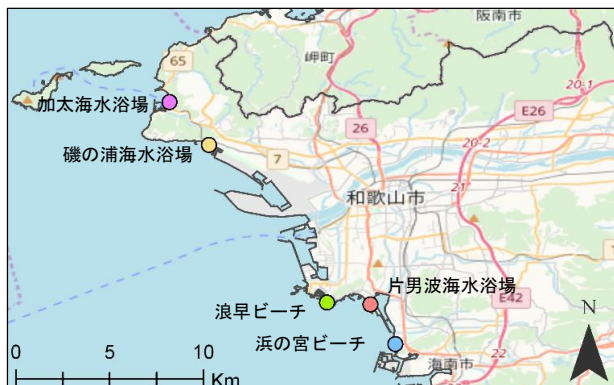 阪南市
岬町
65
加太海水浴場
20-1
E26
26
磯の浦海水浴場
7
20-2
和歌山市
21
片男波海水浴場
浪早ビーチ
E42
N
浜の宮ビーチ
0 5 10
Km
海南市
22